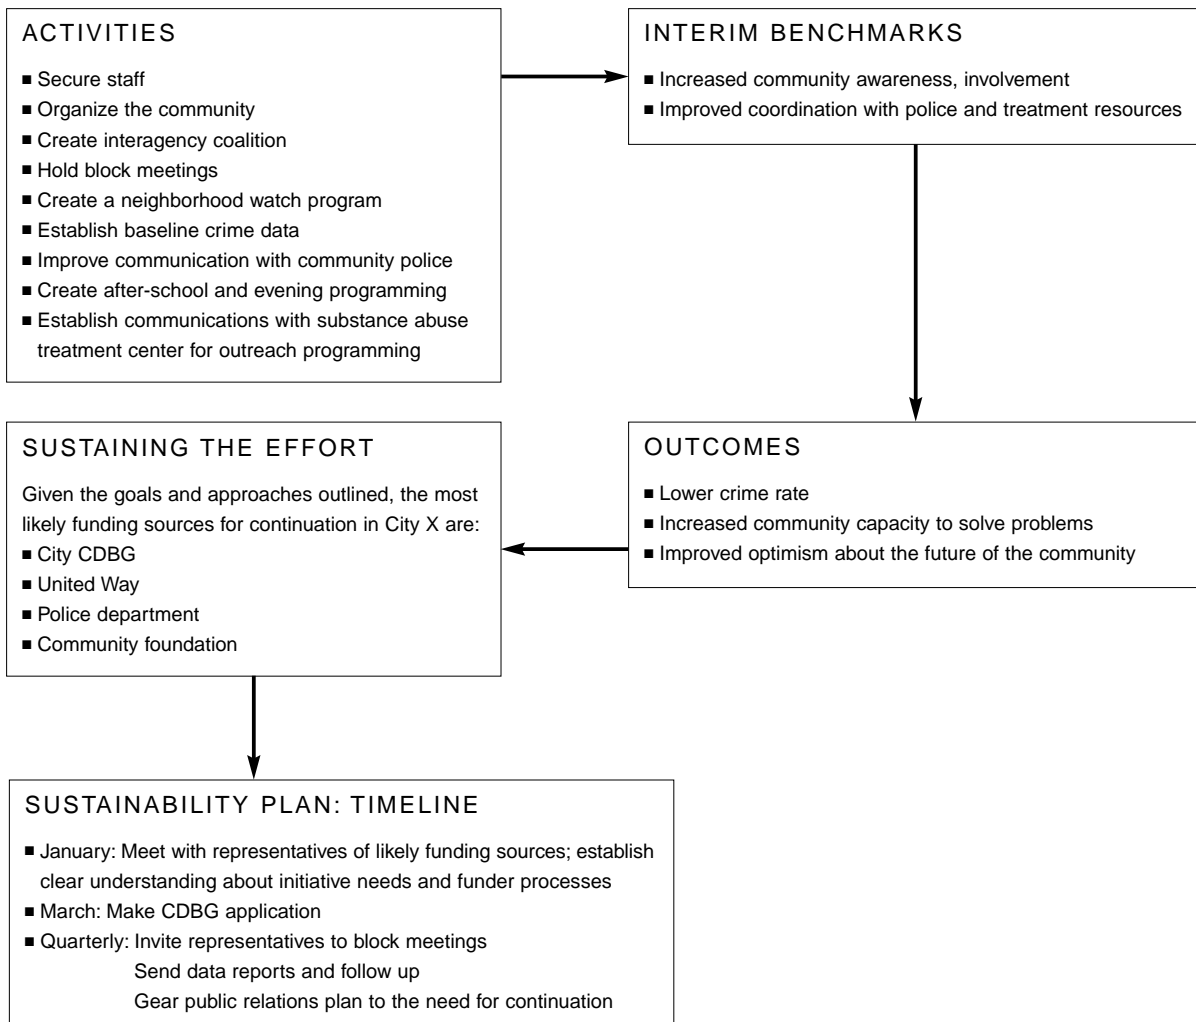 ACTIVITIES
■ Secure staff
■ Organize the community
■ Create interagency coalition
■ Hold block meetings
■ Create a neighborhood watch program
■ Establish baseline crime data
■ Improve communication with community police
■ Create after-school and evening programming
■ Establish communications with substance abuse
treatment center for outreach programming
INTERIM BENCHMARKS
■ Increased community awareness, involvement
■ Improved coordination with police and treatment resources
OUTCOMES
■ Lower crime rate
■ Increased community capacity to solve problems
■ Improved optimism about the future of the community
SUSTAINING THE EFFORT
Given the goals and approaches outlined, the most
likely funding sources for continuation in City X are:
■ City CDBG
■ United Way
■ Police department
■ Community foundation
SUSTAINABILITY PLAN: TIMELINE
■ January: Meet with representatives of likely funding sources; establish
clear understanding about initiative needs and funder processes
■ March: Make CDBG application
■ Quarterly: Invite representatives to block meetings
Send data reports and follow up
Gear public relations plan to the need for continuation